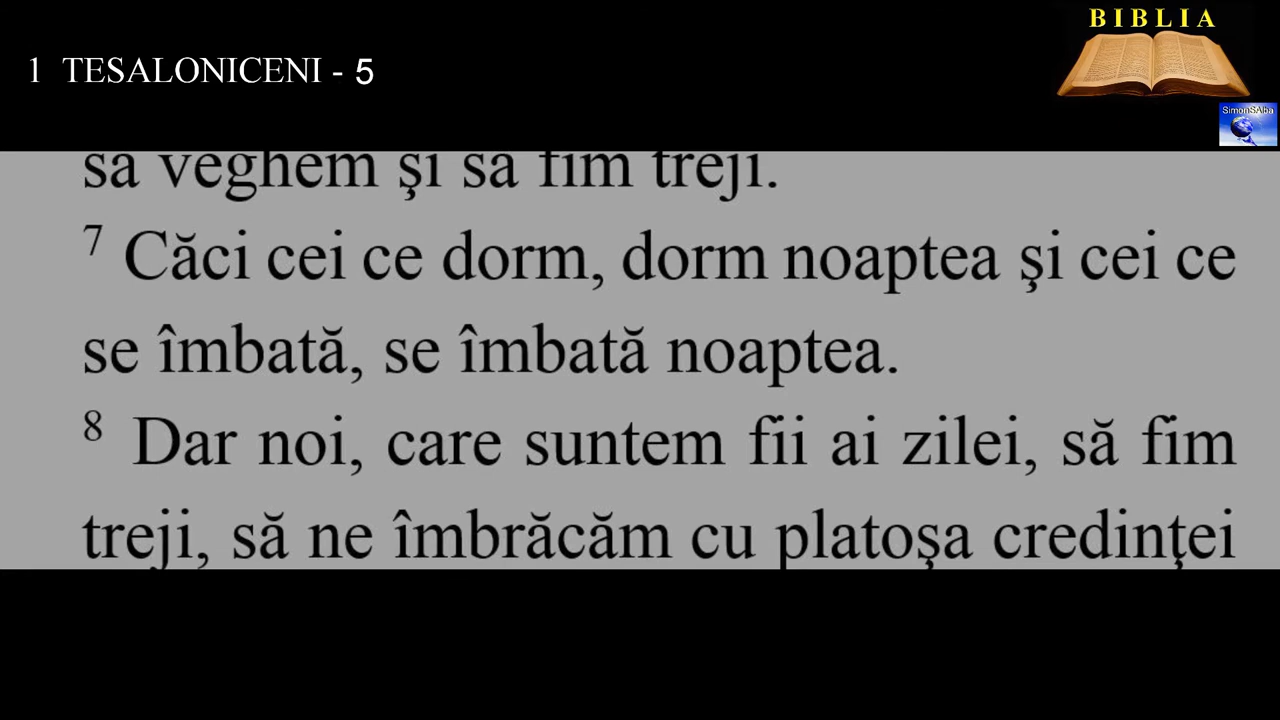 BIBLIA
1 TESALONICENI - 5
SimonSAlba
să veghem şi să fim treji.
7 Căci cei ce dorm, dorm noaptea şi cei ce
se îmbată, se îmbată noaptea.
8 Dar noi, care suntem fii ai zilei, să fim
treji, să ne îmbrăcăm cu platoşa credinţei